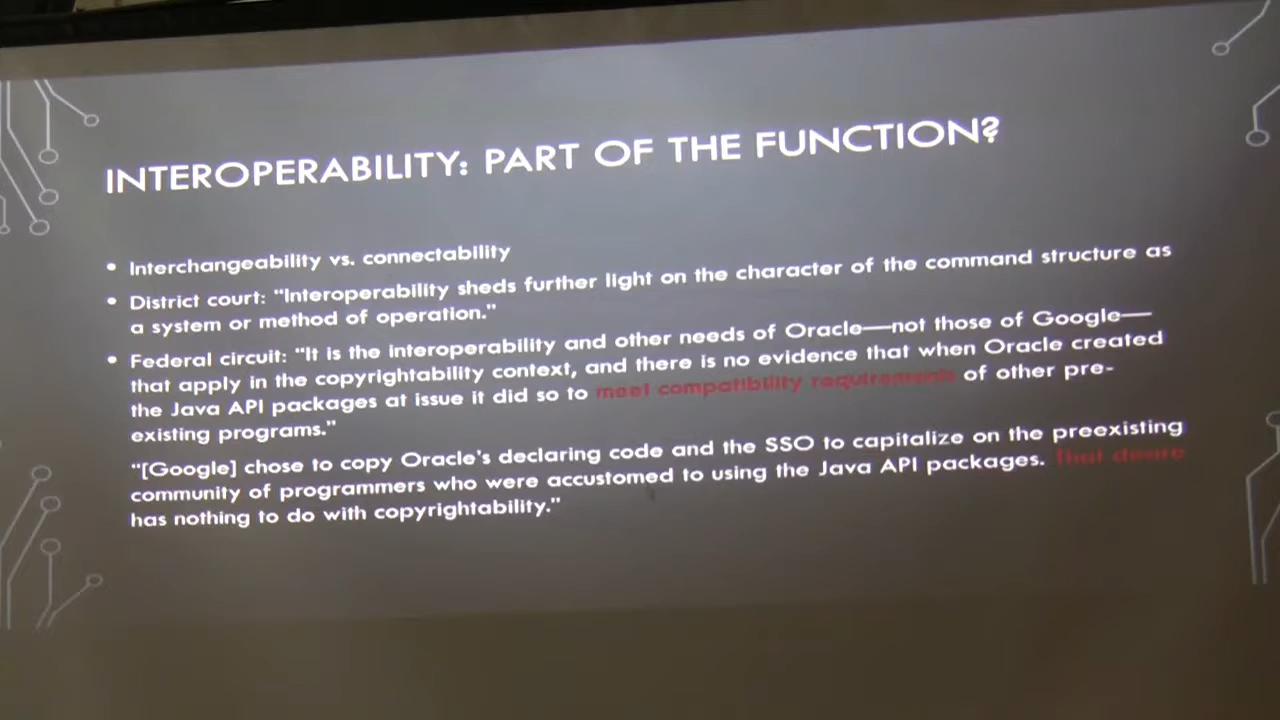 INTEROPERABILITY: PART OF THE FUNCTION?
• Interchangeability vs. connectability
• District court: "Interoperability sheds further light on the character of the command structure as
a system or method of operation."
• Federal circuit: "It is the interoperability and other needs of Oracle—not those of Google—
that apply in the copyrightability context, and there is no evidence that when Oracle created
the Java API packages at issue it did so to meet compatibility requirements of other pre-
existing programs."
"[Google] chose to copy Oracle's declaring code and the SSO to capitalize on the preexisting
community of programmers who were accustomed to using the Java API packages. That desire
has nothing to do with copyrightability."